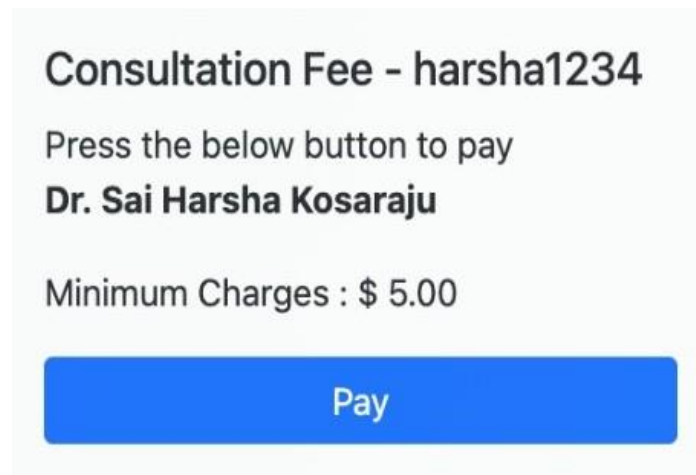 Consultation Fee - harsha1234
Press the below button to pay
Dr. Sai Harsha Kosaraju
Minimum Charges : $ 5.00
Pay